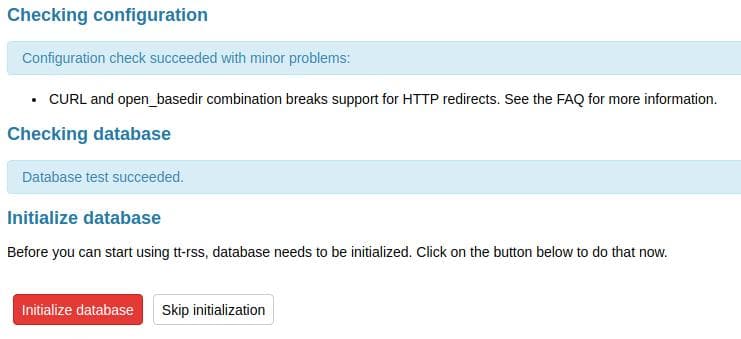 Checking configuration
Configuration check succeeded with minor problems:
• CURL and open_basedir combination breaks support for HTTP redirects. See the FAQ for more information.
Checking database
Database test succeeded.
Initialize database
Before you can start using tt-rss, database needs to be initialized. Click on the button below to do that now.
Initialize database Skip initialization